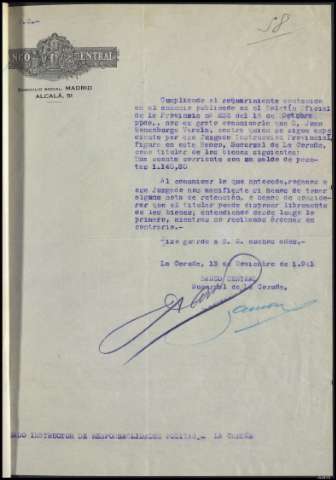 58
BANCO CENTRAL
DOMICILIO SOCIAL MADRID
ALCALÁ, 51
Cumpliendo el requerimiento contenido
en el anuncio publicado en el Boletín Oficial
de la Provincia nº 232 del 15 de Octubre
ppdo., nos es grato comunicarle que D. Juan
Varela, contra quien se sigue expe-
diente por ese Juzgado Instructor Provincial,
figura en este Banco, Sucursal de La Coruña,
como titular de los bienes siguientes:
Una cuenta corriente con un saldo de pese-
tas 1.140,80
Al comunicar lo que antecede, rogamos a
ese Juzgado nos manifieste si hemos de tomar
alguna nota de retención, o hemos de conside-
rar que el titular puede disponer libremente
de los bienes, entendiendo desde luego lo
primero, mientras no recibamos órdenes en
contrario.-
Dios guarde a V. S. muchos años.-
La Coruña, 13 de Noviembre de 1.941
BANCO CENTRAL
Sucursal de La Coruña,
GADO INSTRUCTOR DE RESPONSABILIDADES POLITAS.- LA CORUÑA